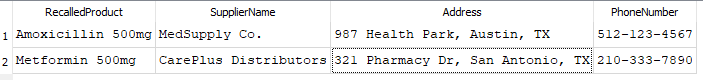 RecalledProduct SupplierName Address PhoneNumber
1 Amoxicillin 500mg MedSupply Co. 987 Health Park, Austin, TX 512-123-4567
2 Metformin 500mg CarePlus Distributors 321 Pharmacy Dr, San Antonio, TX 210-333-7890